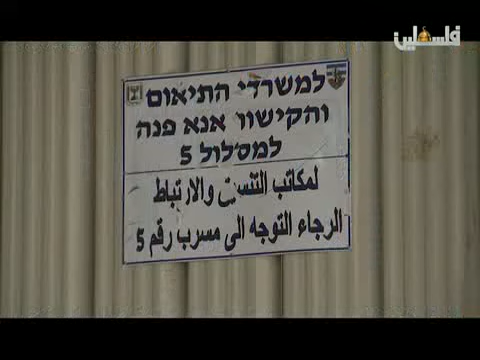 فلسطين
למשרדי התיאום
והקישור אנא פנה
למסלול 5
لمكاتب التنسيق والارتباط
الرجاء التوجه الى مسرب رقم 5